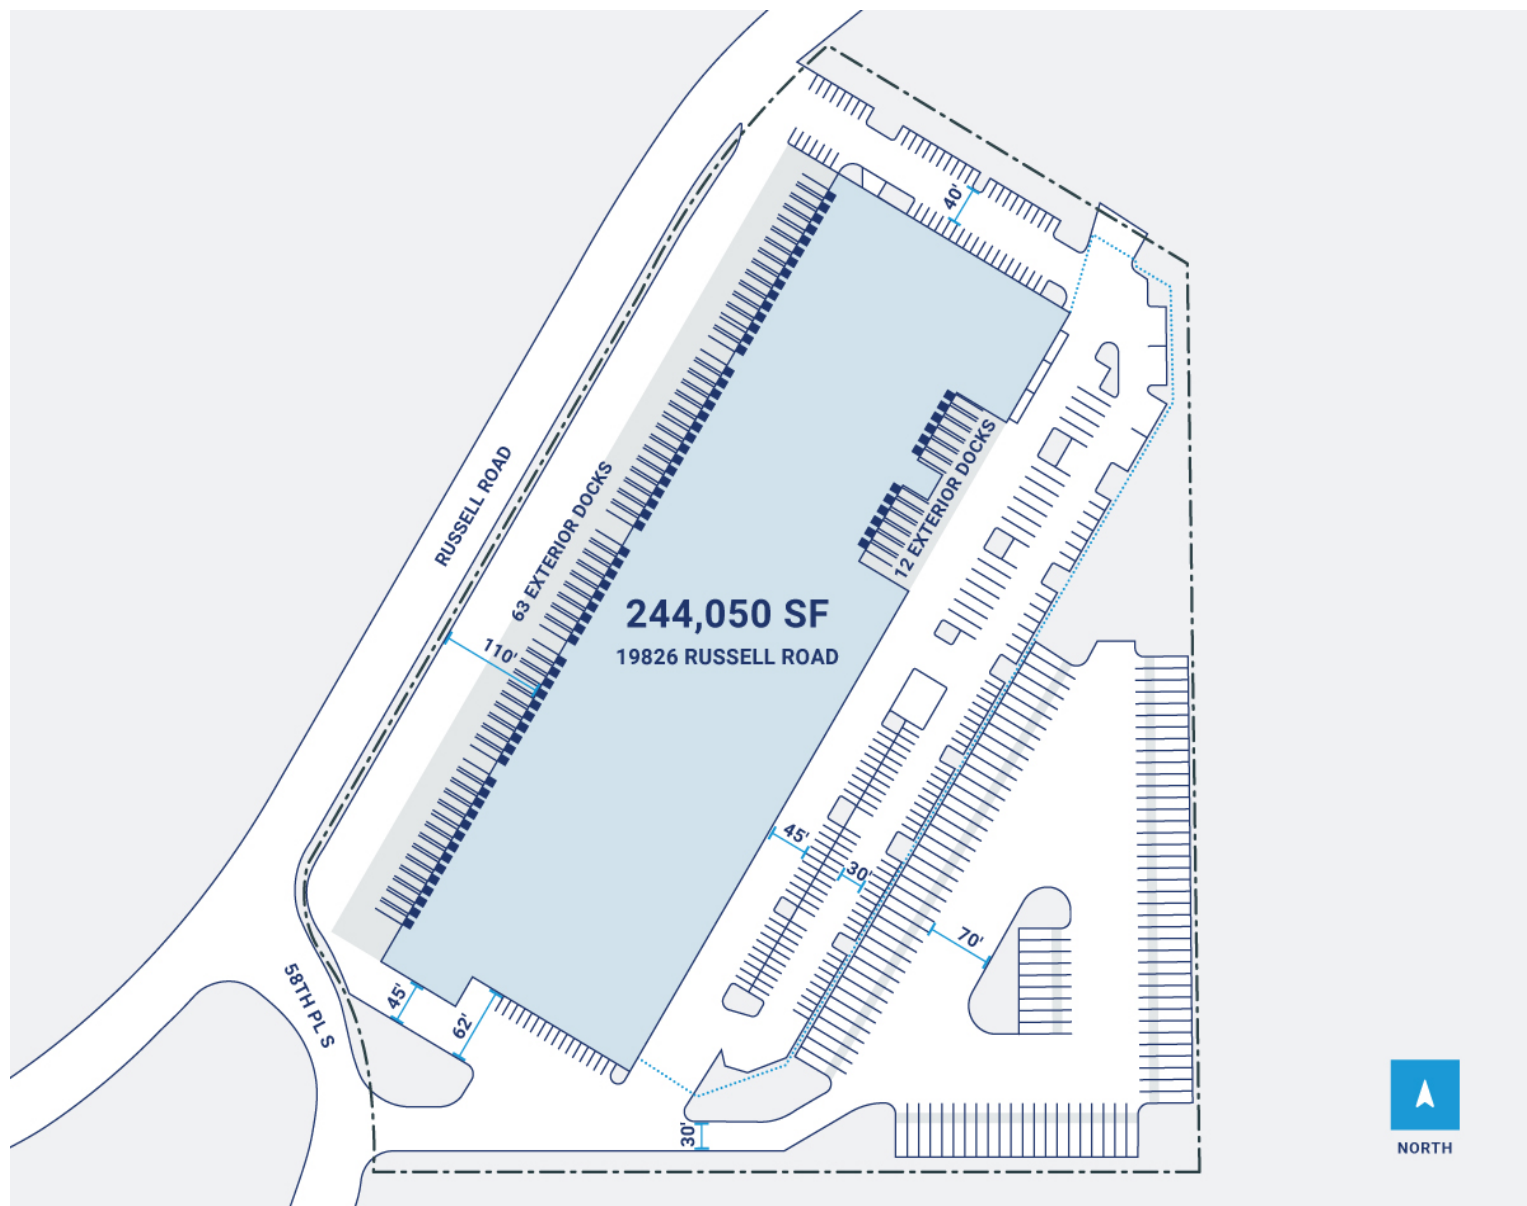 40'
RUSSELL ROAD
63 EXTERIOR DOCKS
12 EXTERIOR DOCKS
244,050 SF
19826 RUSSELL ROAD
110'
45'
30'
70'
58TH PL S
45'
62'
30'
NORTH